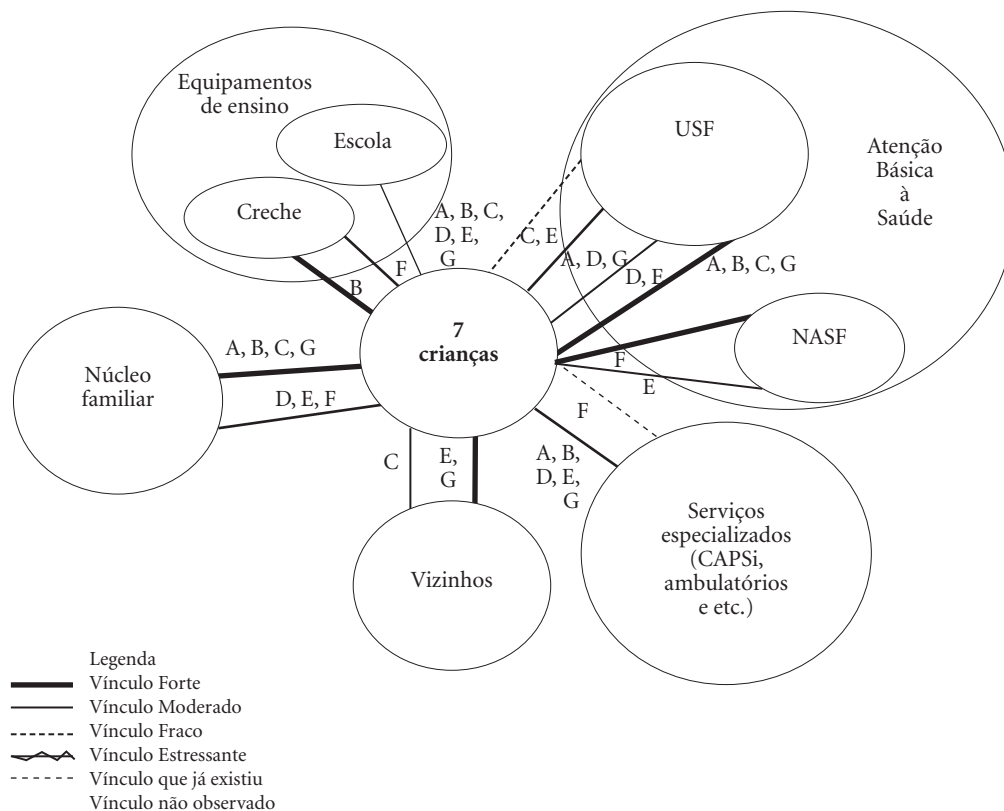 Equipamentos
de ensino
Escola
Creche
USF
Atenção
Básica
à
Saúde
A, B, C,
D, E,
G
C, E
A, D, G
D, E
A, B, C, G
F
B
7
crianças
NASF
F
E
A, B, C, G
Núcleo
familiar
D, E, F
F
C
E,
G
A, B,
D, E,
G
Vizinhos
Serviços
especializados
(CAPSi,
ambulatórios
e etc.)
Legenda
Vínculo Forte
Vínculo Moderado
Vínculo Fraco
Vínculo Estressante
Vínculo que já existiu
Vínculo não observado